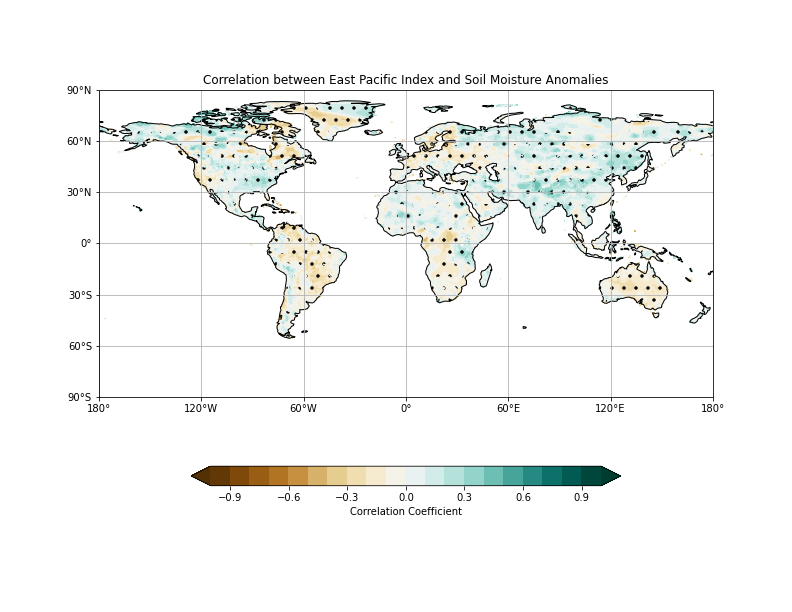 Correlation between East Pacific Index and Soil Moisture Anomalies
90°N
60°N
30°N
0°
30°S
60°S
90°S
180° 120°W 60°W 0° 60°E 120°E 180°
−0.9 −0.6 −0.3 0.0 0.3 0.6 0.9
Correlation Coefficient